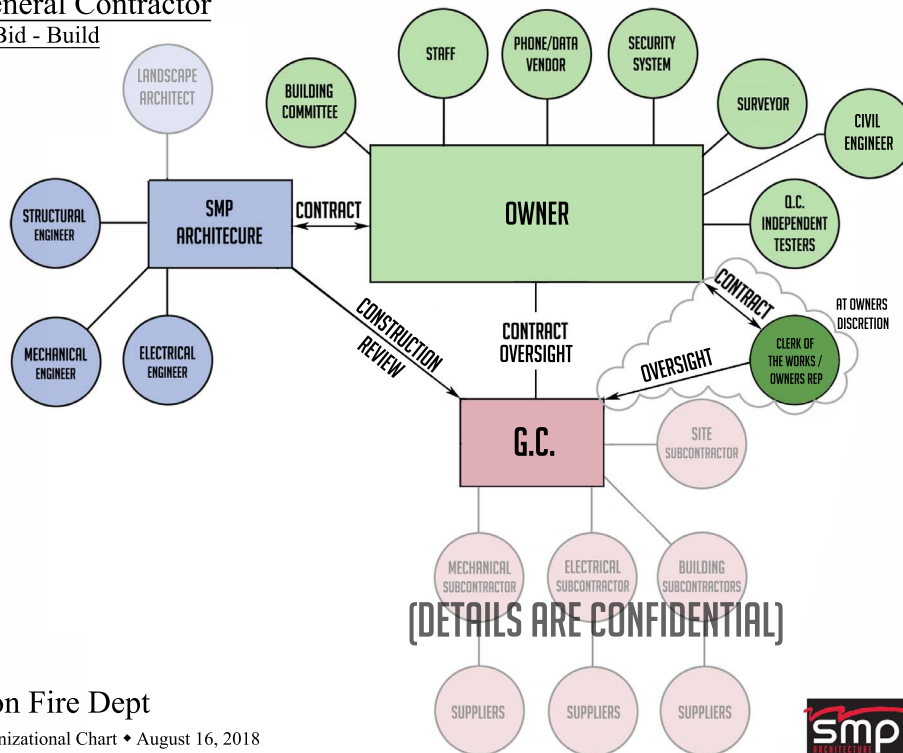 General Contractor
Bid - Build
LANDSCAPE
ARCHITECT
BUILDING
COMMITTEE
STAFF
PHONE/DATA
VENDOR
SECURITY
SYSTEM
SURVEYOR
CIVIL
ENGINEER
STRUCTURAL
ENGINEER
SMP
ARCHITECURE
CONTRACT
OWNER
Q.C.
INDEPENDENT
TESTERS
MECHANICAL
ENGINEER
ELECTRICAL
ENGINEER
CONSTRUCTION
REVIEW
CONTRACT
OVERSIGHT
CONTRACT
OVERSIGHT
AT OWNERS
DISCRETION
CLERK OF
THE WORKS /
OWNERS REP
G.C.
SITE
SUBCONTRACTOR
MECHANICAL
SUBCONTRACTOR
ELECTRICAL
SUBCONTRACTOR
BUILDING
SUBCONTRACTORS
(DETAILS ARE CONFIDENTIAL)
SUPPLIERS
SUPPLIERS
SUPPLIERS
on Fire Dept
nizational Chart ◆ August 16, 2018
smp
ARCHITECTURE